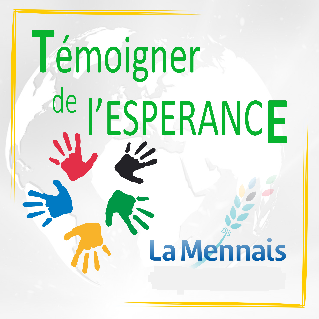 Témoigner
de l'ESPERANCE
La Mennais